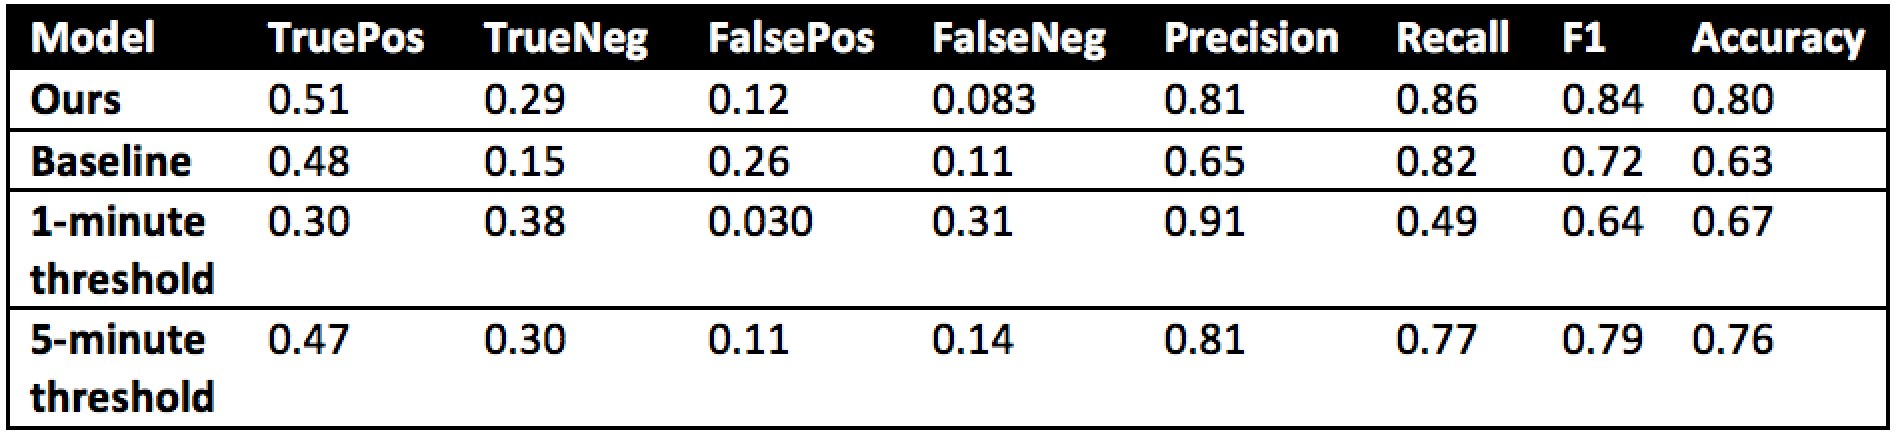 Model TruePos TrueNeg FalsePos FalseNeg Precision Recall F1 Accuracy
Ours 0.51 0.29 0.12 0.083 0.81 0.86 0.84 0.80
Baseline 0.48 0.15 0.26 0.11 0.65 0.82 0.72 0.63
1-minute 0.30 0.38 0.030 0.31 0.91 0.49 0.64 0.67
threshold
5-minute 0.47 0.30 0.11 0.14 0.81 0.77 0.79 0.76
threshold